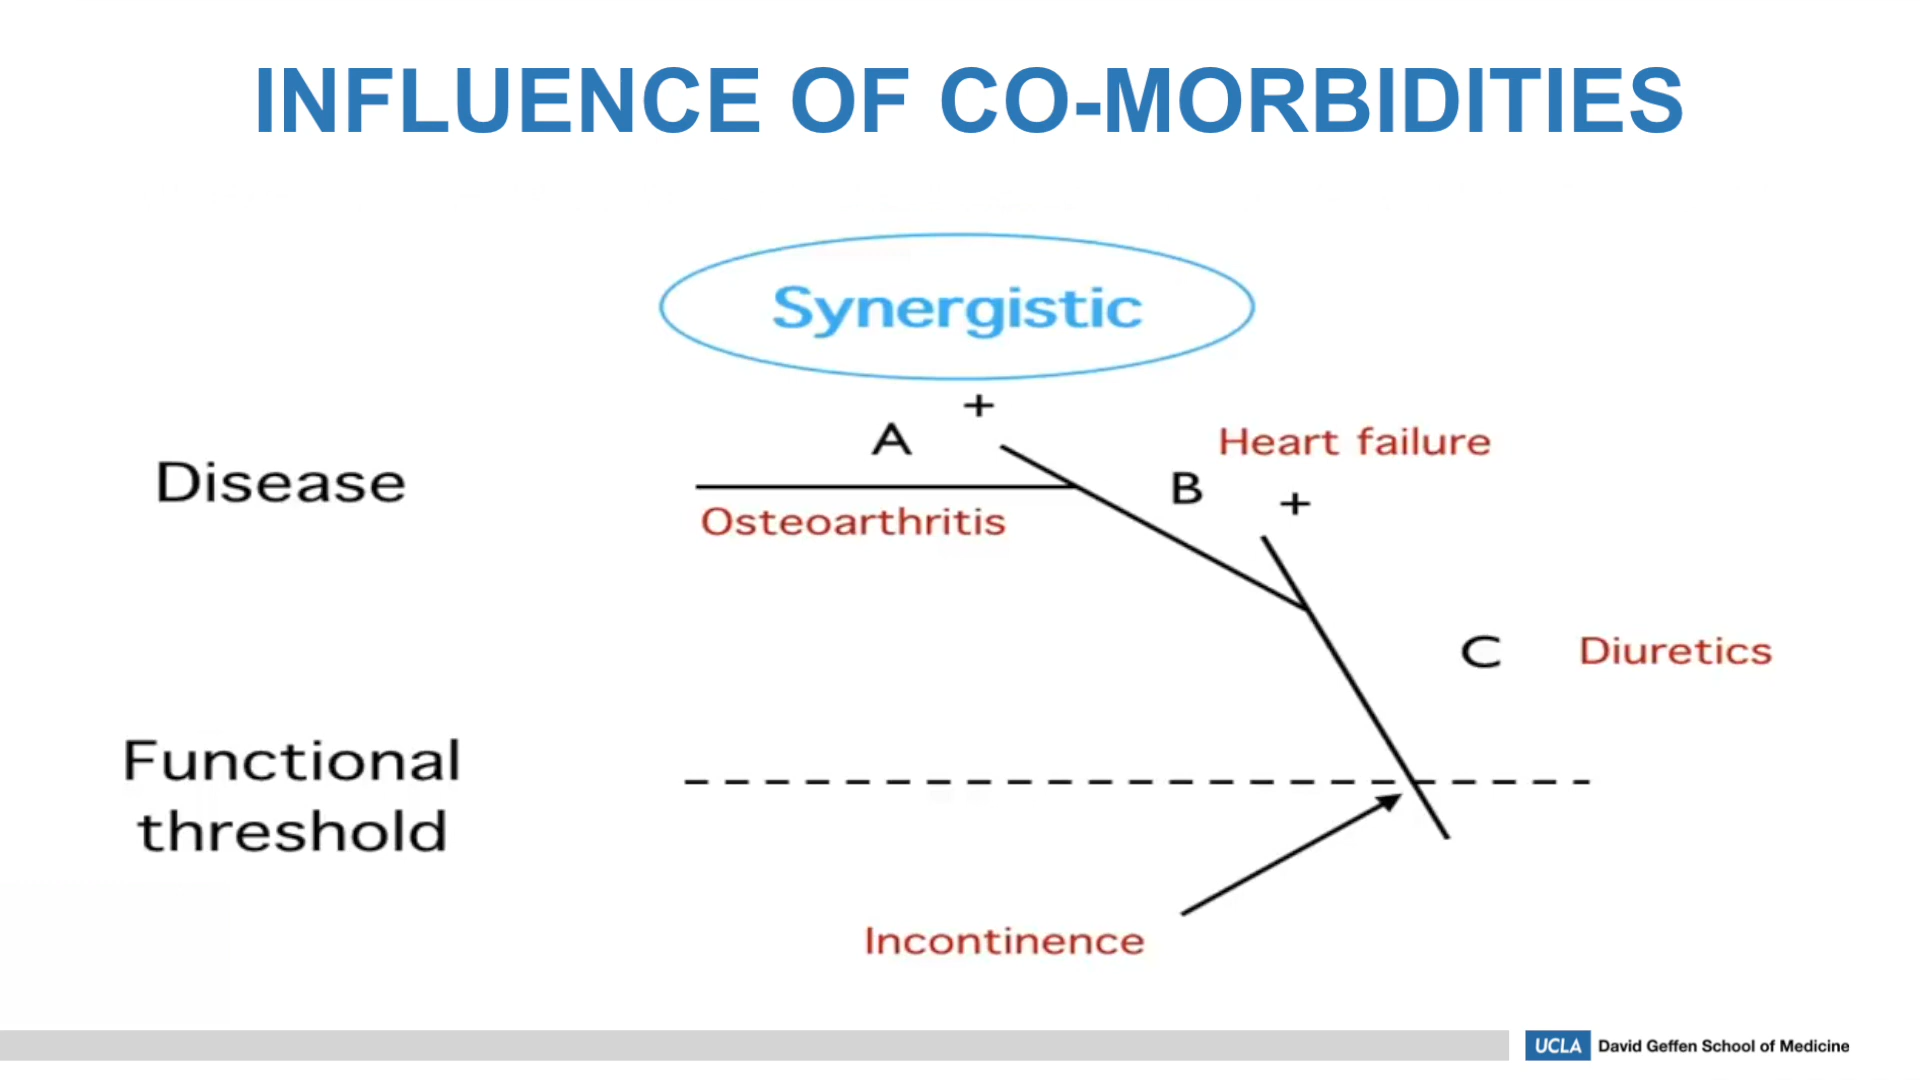 INFLUENCE OF CO-MORBIDITIES
Synergistic
+
A
Heart failure
Disease
B
+
Osteoarthritis
C
Diuretics
Functional
threshold
Incontinence
UCLA David Geffen School of Medicine